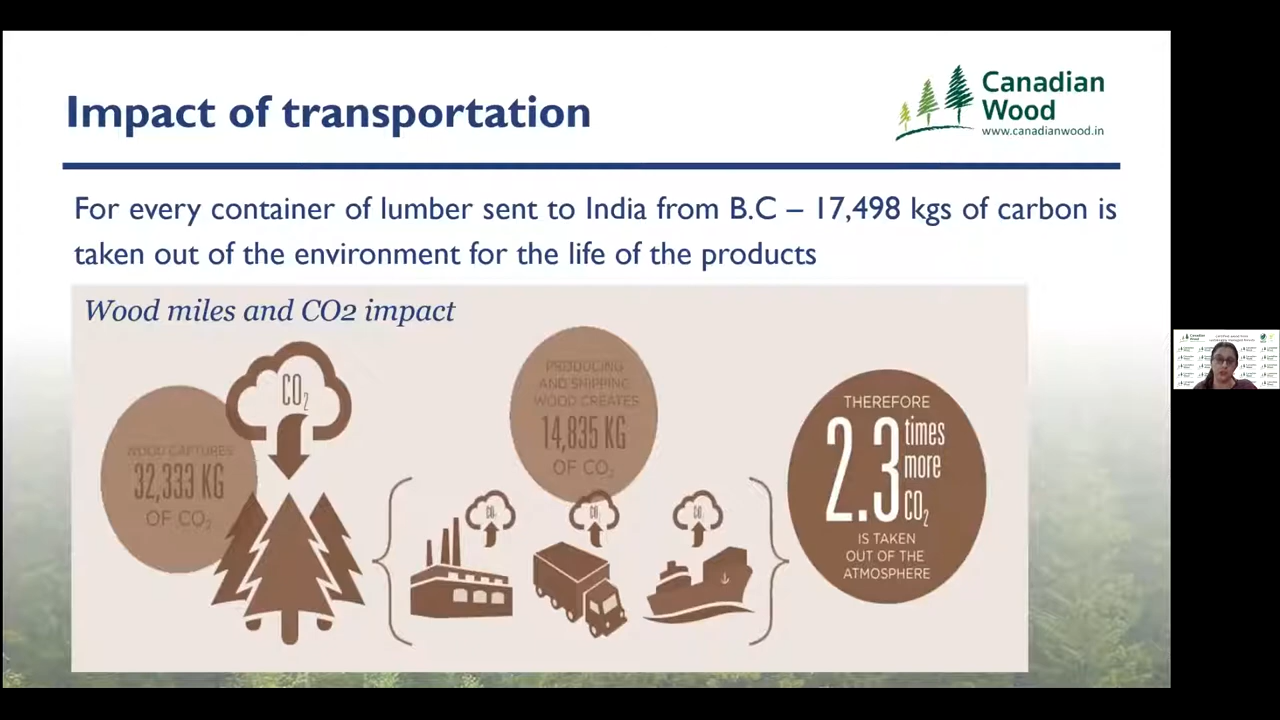 Impact of transportation
Canadian
Wood
www.canadianwood.in
For every container of lumber sent to India from B.C – 17,498 kgs of carbon is
taken out of the environment for the life of the products
Wood miles and CO2 impact
CO₂
WOOD CAPTURES
32,333 KG
OF CO₂
PRODUCING
AND SHIPPING
WOOD CREATES
14,835 KG
OF CO₂
CO₂
CO₂
CO₂
THEREFORE
2.3 times
more
CO₂
IS TAKEN
OUT OF THE
ATMOSPHERE